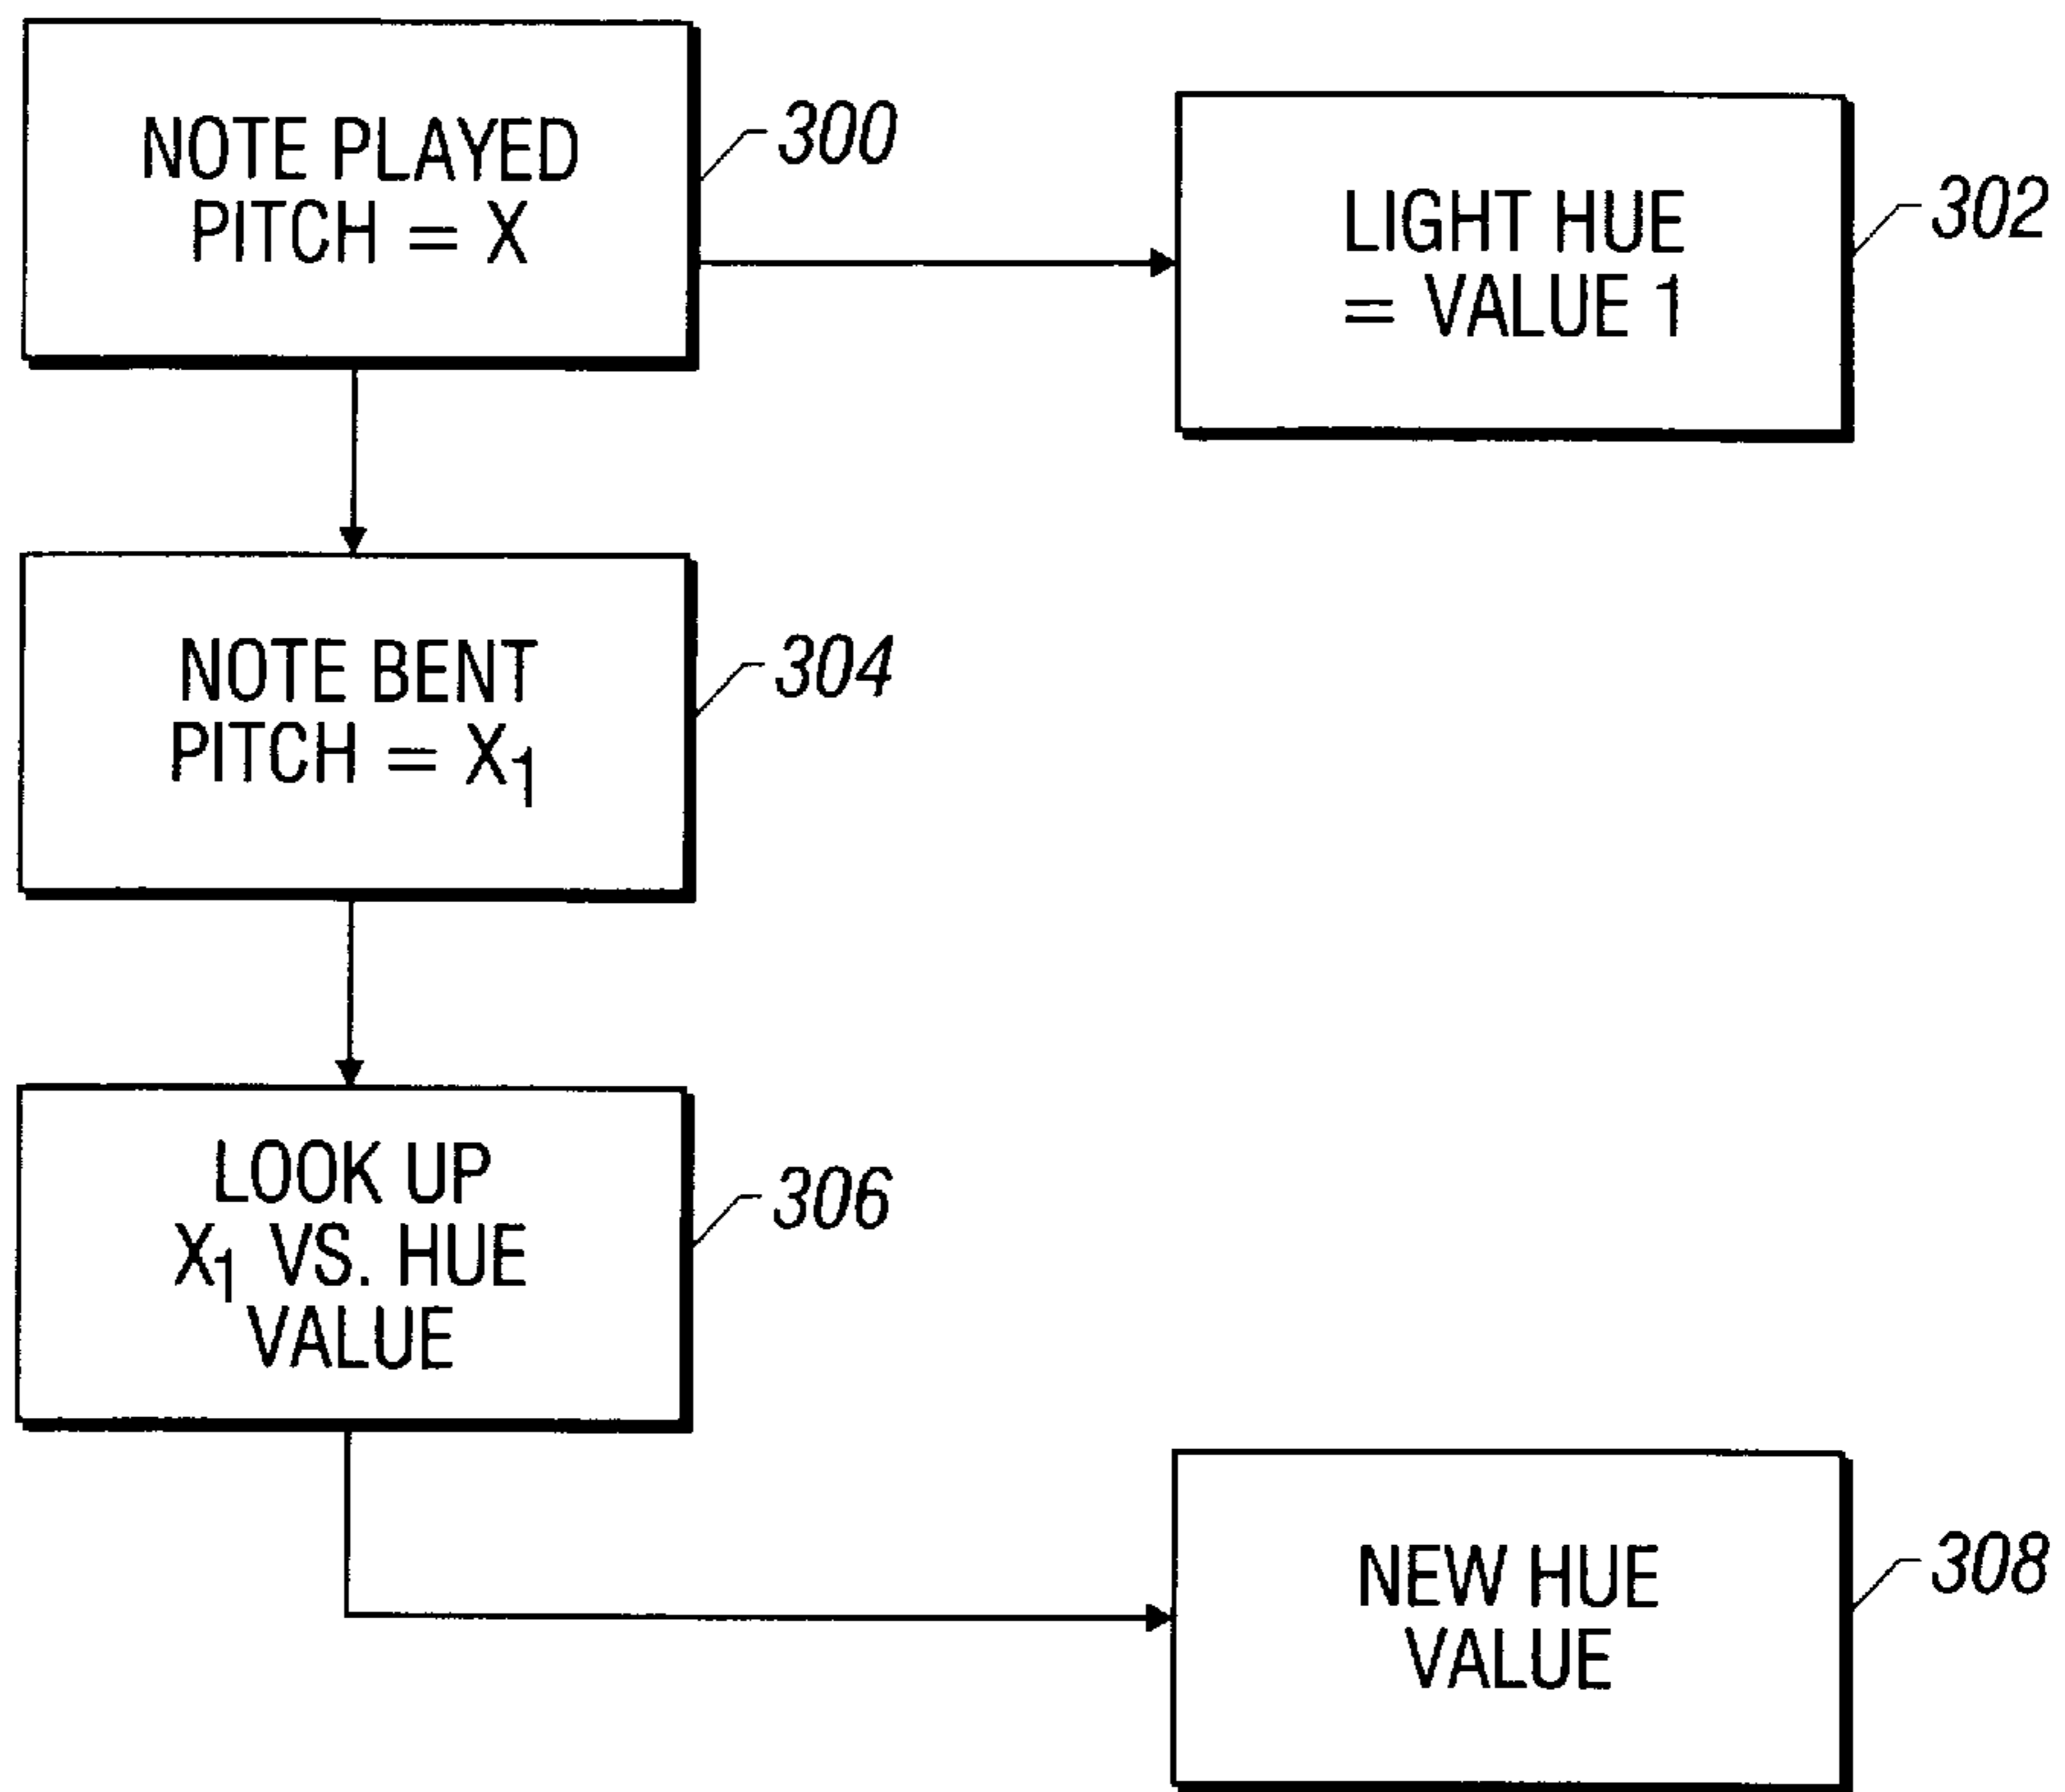 NOTE PLAYED
PITCH = X
300
LIGHT HUE
= VALUE 1
302
NOTE BENT
PITCH = X₁
304
LOOK UP
X₁ VS. HUE
VALUE
306
NEW HUE
VALUE
308